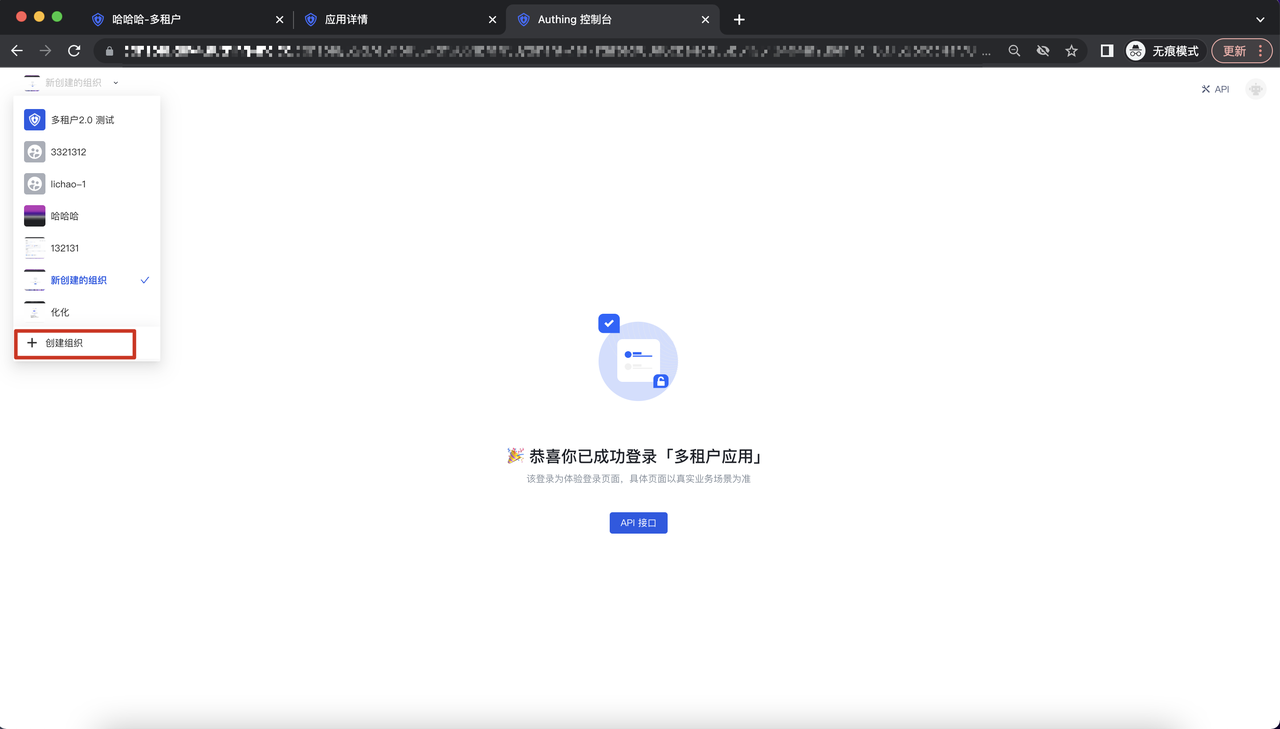 哈哈哈-多租户
应用详情
Authing 控制台
无痕模式
更新
新创建的组织
API
多租户2.0 测试
3321312
lichao-1
哈哈哈
132131
新创建的组织
化化
创建组织
恭喜你已成功登录「多租户应用」
该登录为体验登录页面，具体页面以真实业务场景为准
API 接口